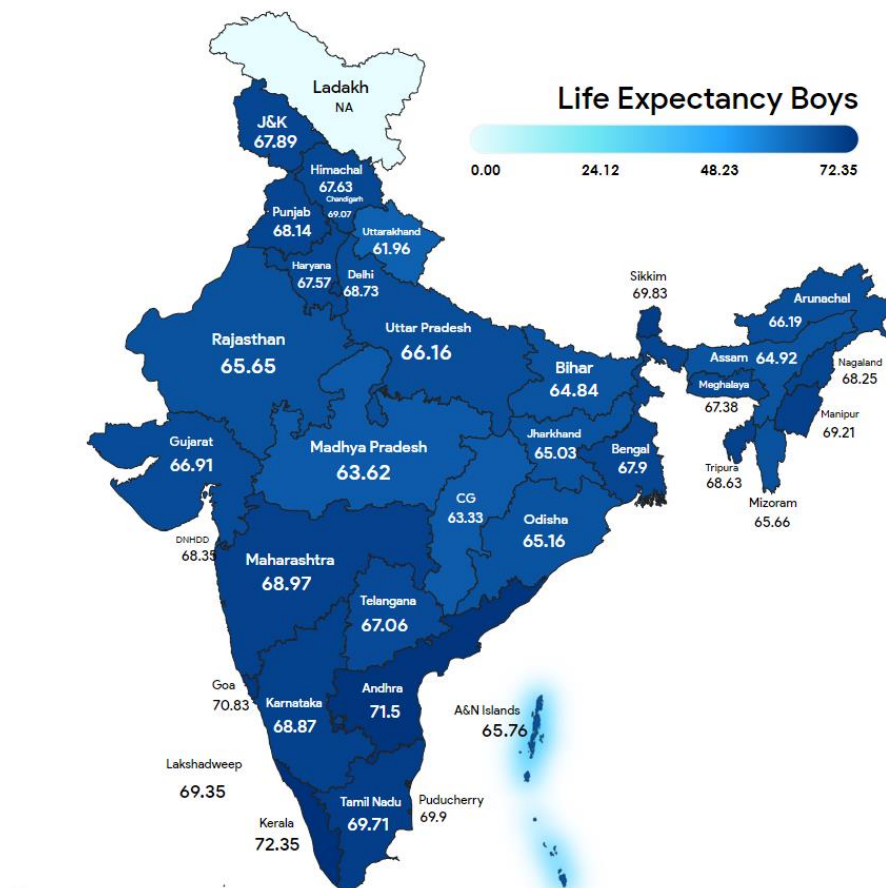 Life Expectancy Boys
0.00 24.12 48.23 72.35
Ladakh
NA
J&K
67.89
Himachal
67.63
Chandigarh
69.07
Punjab
68.14
Uttarakhand
61.96
Haryana
67.57
Delhi
68.73
Sikkim
69.83
Arunachal
66.19
Rajasthan
65.65
Uttar Pradesh
66.16
Bihar
64.84
Assam 64.92
Nagaland
68.25
Meghalaya
67.38
Manipur
69.21
Gujarat
66.91
Madhya Pradesh
63.62
Jharkhand
65.03
Bengal
67.9
Tripura
68.63
Mizoram
65.66
CG
63.33
Odisha
65.16
DNHDD
68.35
Maharashtra
68.97
Telangana
67.06
Goa
70.83
Karnataka
68.87
Andhra
71.5
A&N Islands
65.76
Lakshadweep
69.35
Kerala
72.35
Tamil Nadu
69.71
Puducherry
69.9